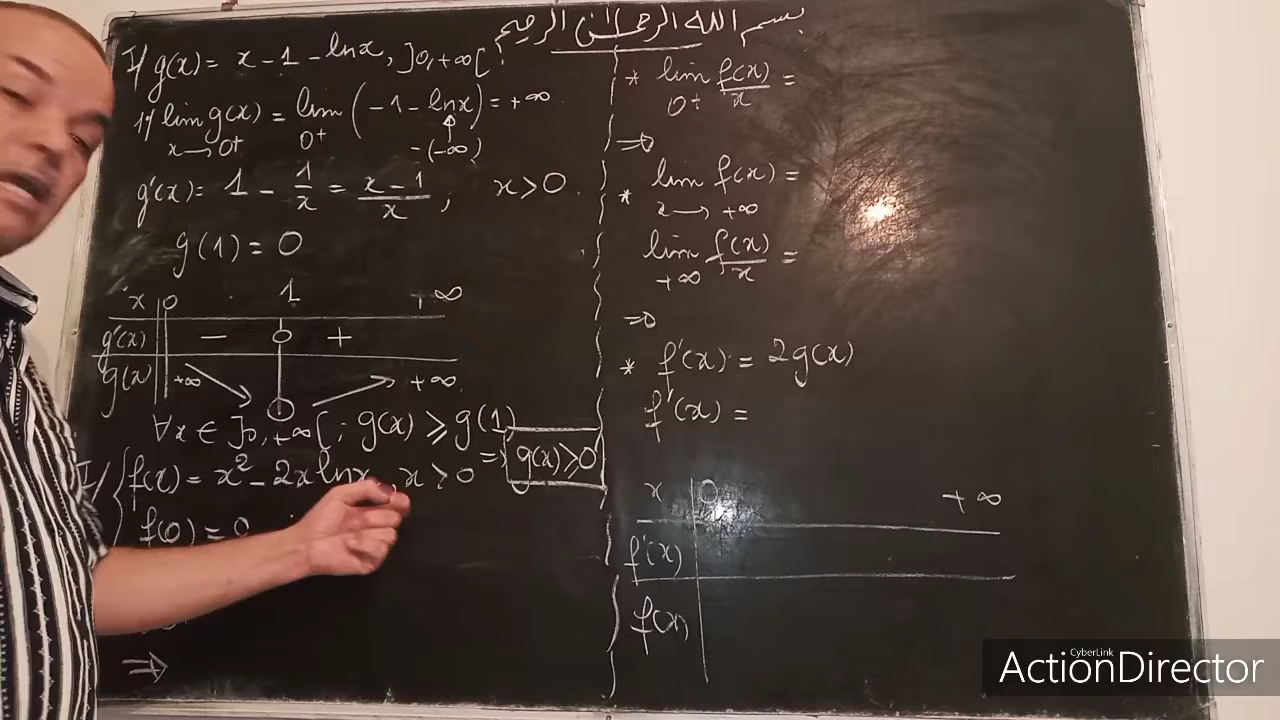 بسم الله الرحمان الرحيم
I/ g(x) = x - 1 - lnx, ]0, +∞[
1/ lim g(x) = lim (-1 - lnx) = +∞
x → 0⁺ 0⁺ -(-∞)
g'(x) = 1 - 1/x = (x-1)/x ; x > 0
g(1) = 0
x 0 1 +∞
g'(x) - 0 +
g(x) +∞ +∞
∀x ∈ ]0, +∞[ ; g(x) ⩾ g(1)
⇒ g(x) ⩾ 0
II/ f(x) = x² - 2x lnx, x > 0
f(0) = 0
⇒
* lim f(x)/x =
0⁺
⇒
* lim f(x) =
x → +∞
lim f(x)/x =
+∞
⇒
* f'(x) = 2g(x)
f'(x) =
x 0 +∞
f'(x)
f(x)
CyberLink
ActionDirector